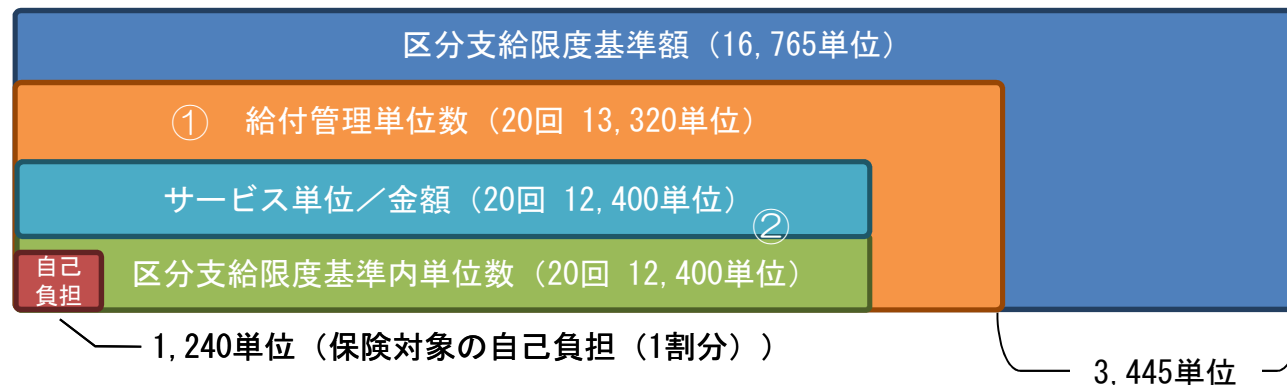 区分支給限度基準額（16,765単位）
① 給付管理単位数（20回 13,320単位）
サービス単位／金額（20回 12,400単位）
②
区分支給限度基準内単位数（20回 12,400単位）
自己
負担
1,240単位（保険対象の自己負担（1割分））
3,445単位